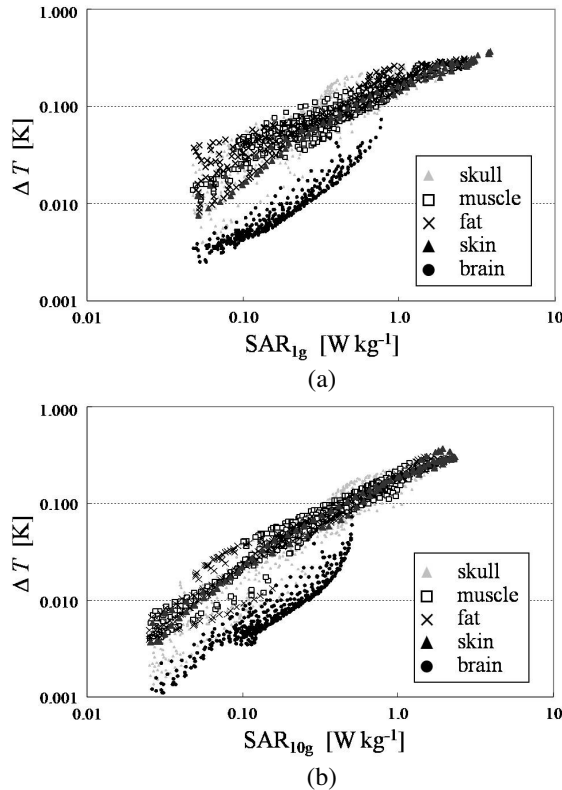 1.000
0.100
0.010
0.001
Δ T [K]
0.01
0.10
1.0
10
SAR1g [W kg-1]
skull
muscle
fat
skin
brain
(a)
1.000
0.100
0.010
0.001
Δ T [K]
0.01
0.10
1.0
10
SAR10g [W kg-1]
skull
muscle
fat
skin
brain
(b)